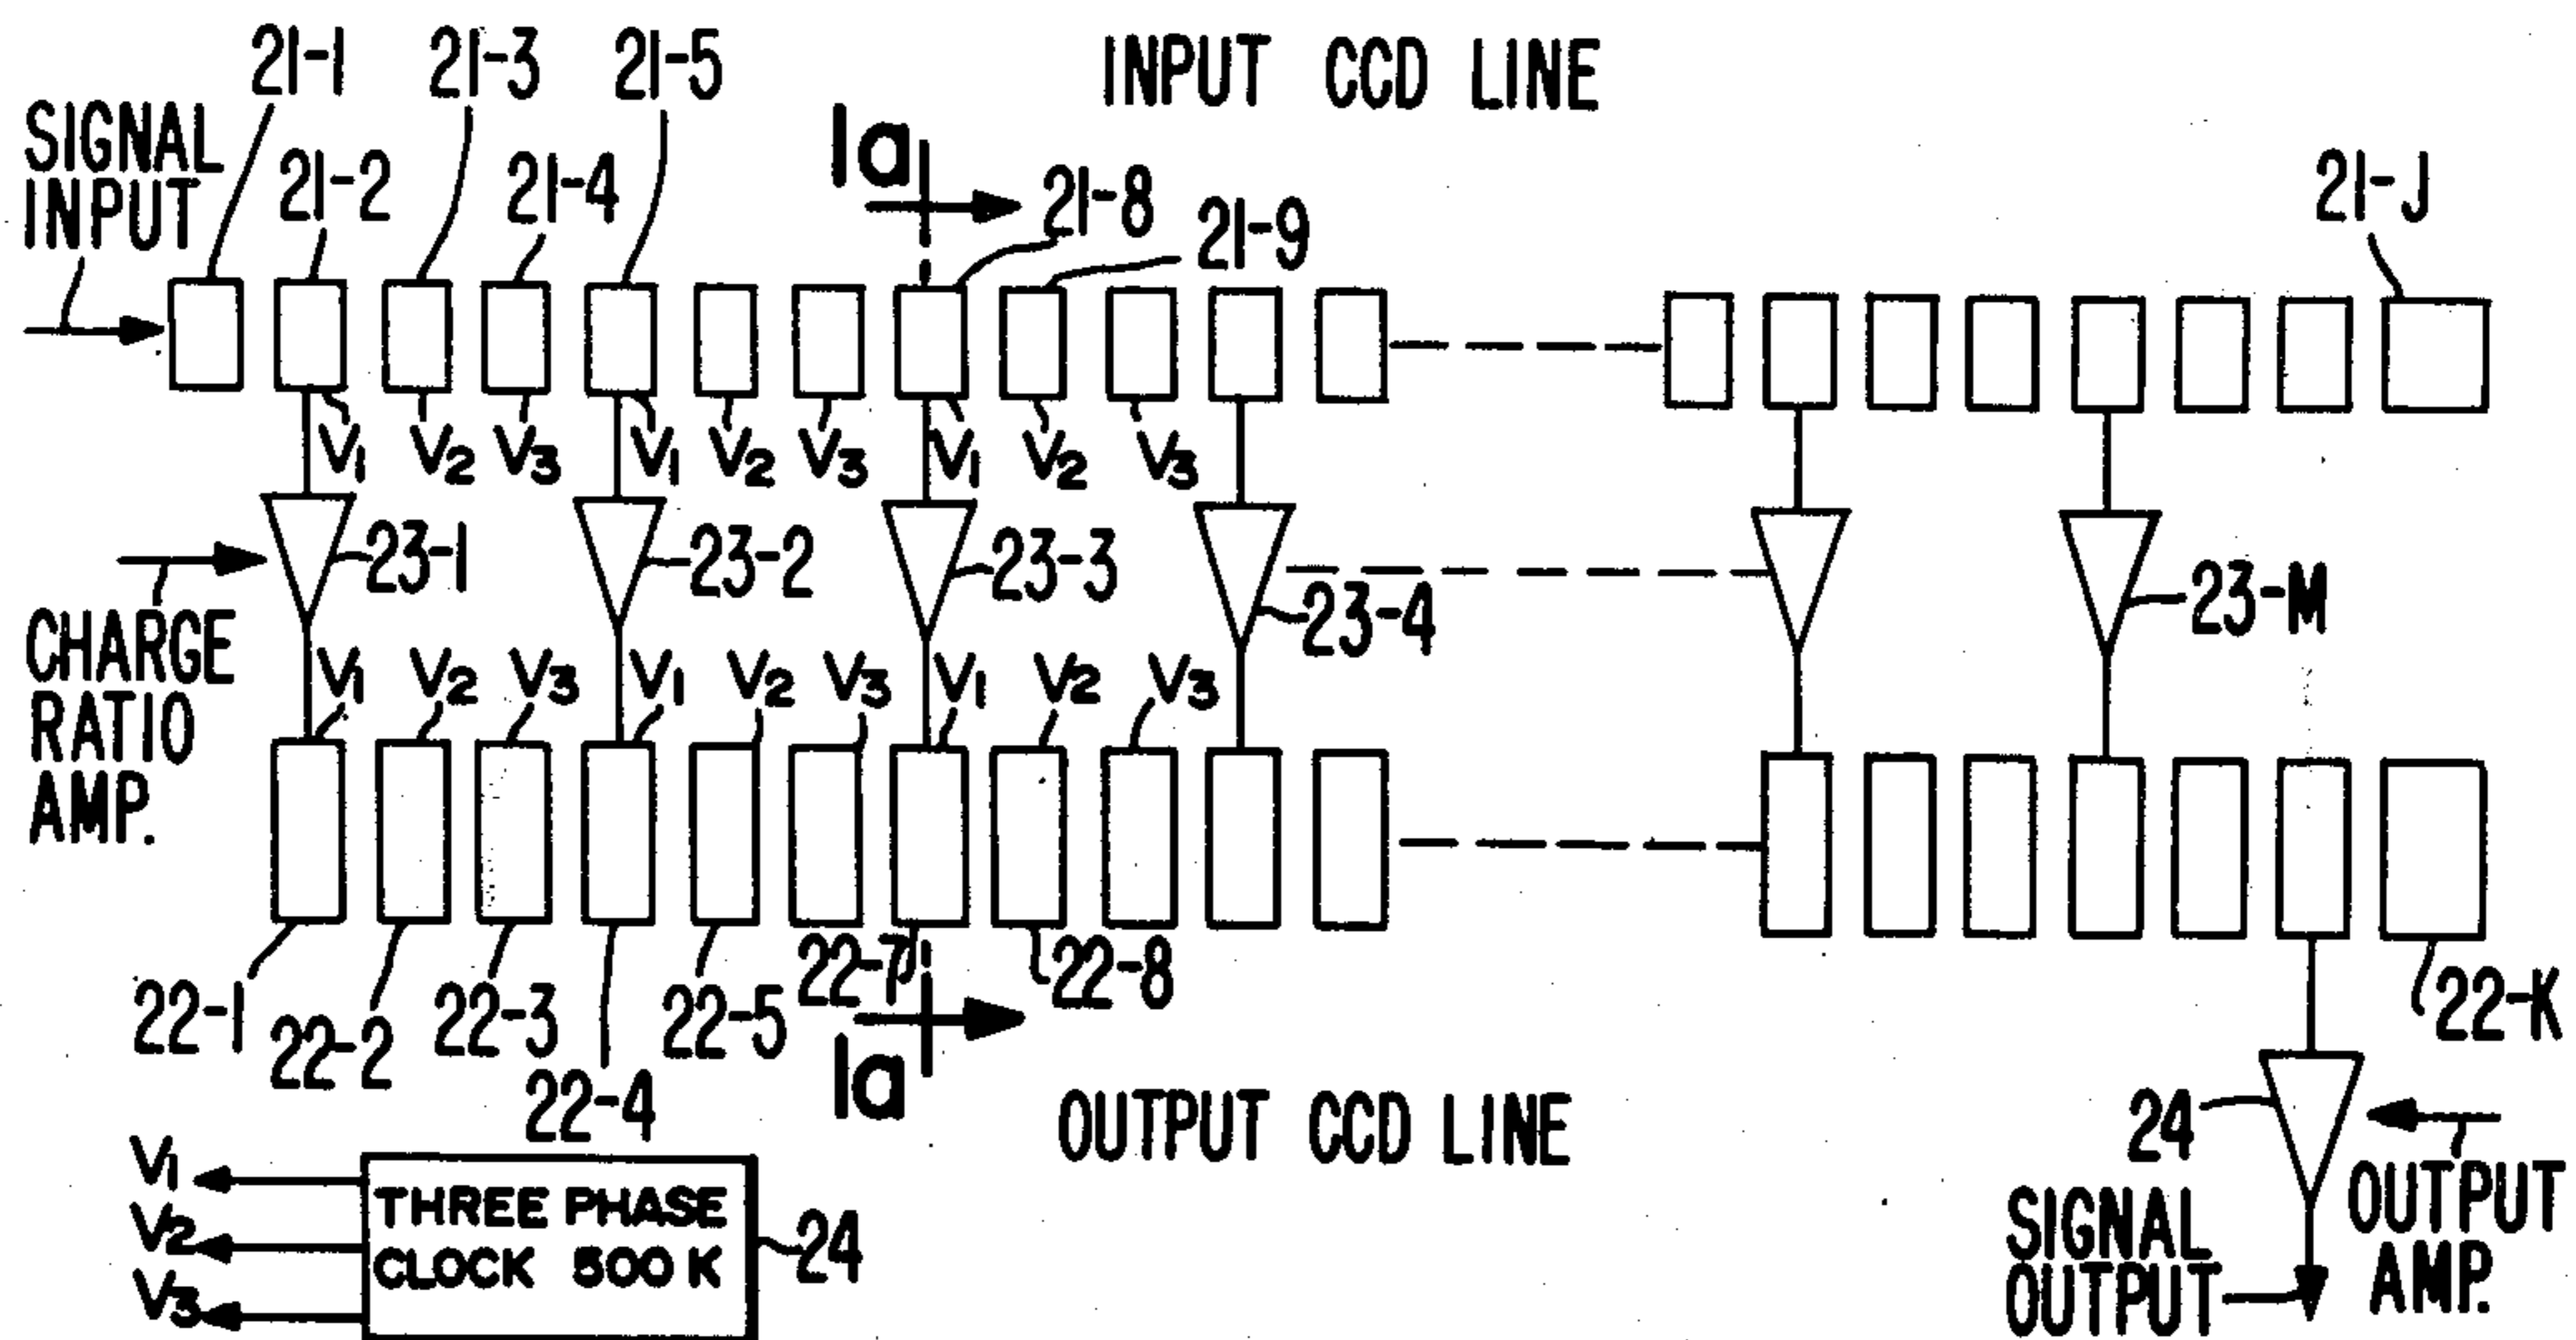 21-1
21-3
21-5
INPUT CCD LINE
SIGNAL
INPUT
21-2
21-4
1a
21-8
21-9
21-J
V1
V2
V3
V1
V2
V3
V1
V2
V3
23-1
23-2
23-3
23-4
23-M
CHARGE
RATIO
AMP.
V1
V2
V3
V1
V2
V3
V1
V2
V3
22-1
22-2
22-3
22-4
22-5
22-7
22-8
22-K
1a
OUTPUT CCD LINE
24
OUTPUT
AMP.
SIGNAL
OUTPUT
V1
V2
V3
THREE PHASE
CLOCK 500 K
24